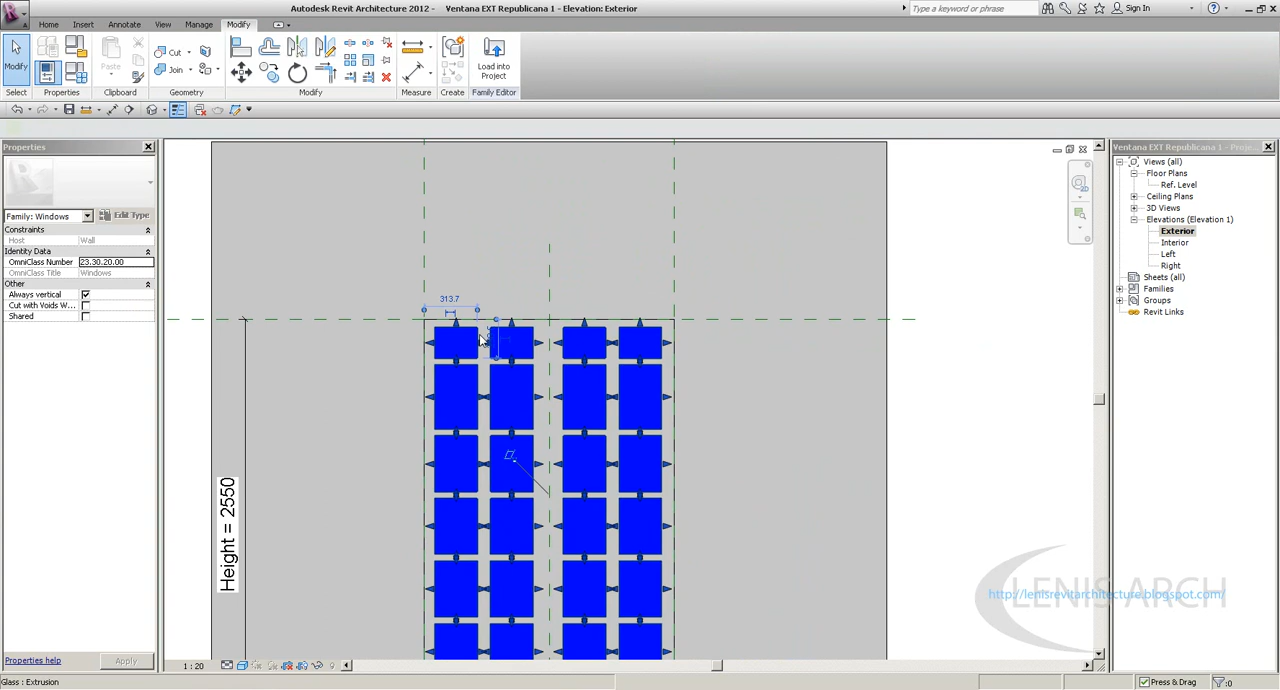 Autodesk Revit Architecture 2012 - Ventana EXT Republicana 1 - Elevation: Exterior
Type a keyword or phrase
Sign In
Home Insert Annotate View Manage Modify
Modify
Paste
Cut
Join
Load into
Project
Select Properties Clipboard Geometry Modify Measure Create Family Editor
Properties
Edit Type
Family: Windows
Constraints
Host Wall
Identity Data
OmniClass Number 23.30.20.00
OmniClass Title Windows
Other
Always vertical
Cut with Voids W...
Shared
Properties help
Apply
313.7
Height = 2550
1 : 20
Ventana EXT Republicana 1 - Proje...
Views (all)
Floor Plans
Ref. Level
Ceiling Plans
3D Views
Elevations (Elevation 1)
Exterior
Interior
Left
Right
Sheets (all)
Families
Groups
Revit Links
LENIS ARCH
http://lenisrevitarchitecture.blogspot.com/
Glass : Extrusion
Press & Drag
:0